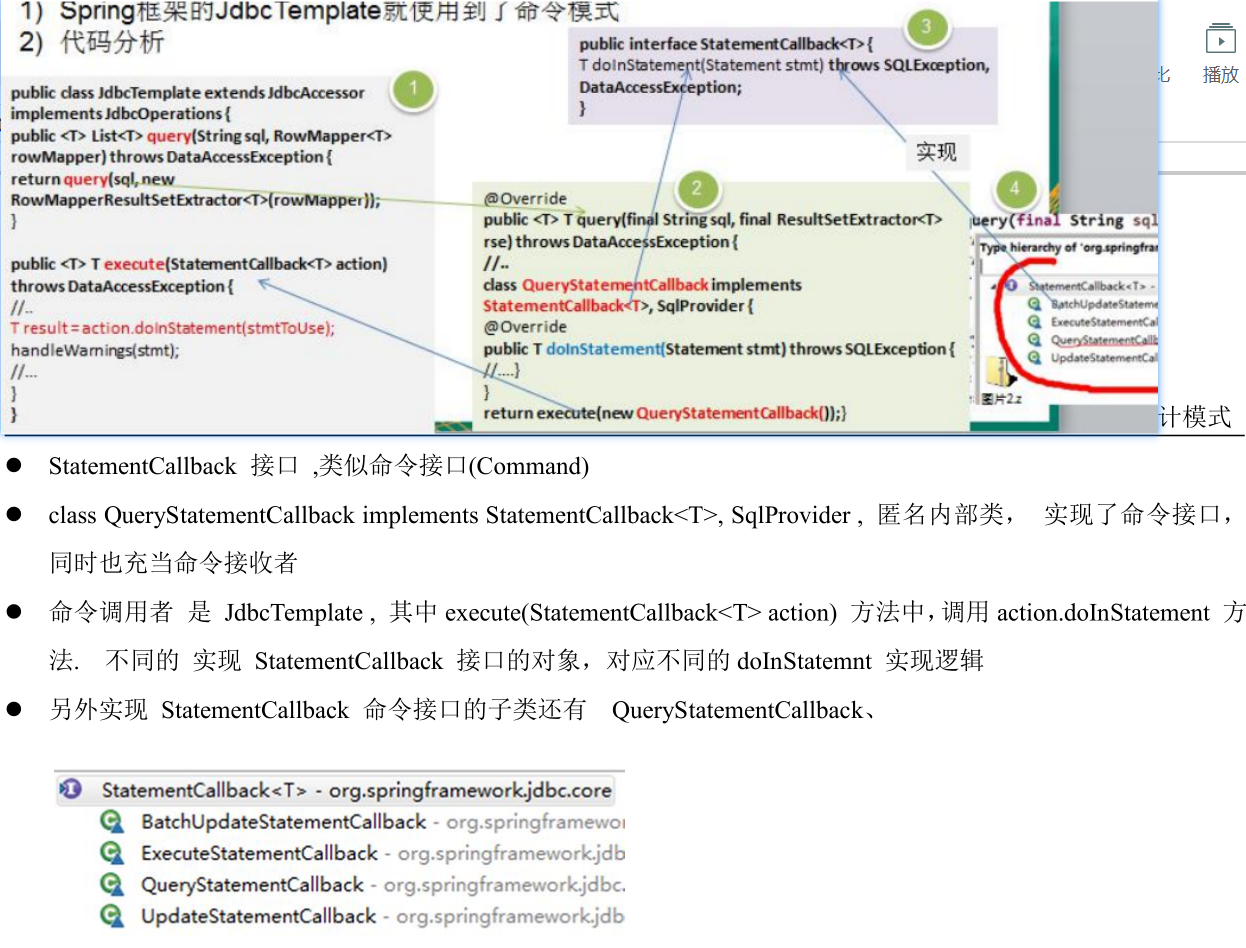 1) Spring框架的JdbcTemplate就使用到了命令模式
2) 代码分析
1
public class JdbcTemplate extends JdbcAccessor
implements JdbcOperations {
public <T> List<T> query(String sql, RowMapper<T>
rowMapper) throws DataAccessException {
return query(sql, new
RowMapperResultSetExtractor<T>(rowMapper));
}
public <T> T execute(StatementCallback<T> action)
throws DataAccessException {
//..
T result = action.doInStatement(stmtToUse);
handleWarnings(stmt);
//...
}
}
3
public interface StatementCallback<T> {
T doInStatement(Statement stmt) throws SQLException,
DataAccessException;
}
实现
2
@Override
public <T> T query(final String sql, final ResultSetExtractor<T>
rse) throws DataAccessException {
//..
class QueryStatementCallback implements
StatementCallback<T>, SqlProvider {
@Override
public T doInStatement(Statement stmt) throws SQLException {
//....}
}
return execute(new QueryStatementCallback());}
4
uery(final String sql
Type hierarchy of 'org.springfra
StatementCallback<T> -
BatchUpdateStateme
ExecuteStatementCal
QueryStatementCallb
UpdateStatementCal
图片2.z
播放
计模式
● StatementCallback 接口 ,类似命令接口(Command)
● class QueryStatementCallback implements StatementCallback<T>, SqlProvider , 匿名内部类， 实现了命令接口，
同时也充当命令接收者
● 命令调用者 是 JdbcTemplate , 其中 execute(StatementCallback<T> action) 方法中，调用 action.doInStatement 方
法. 不同的 实现 StatementCallback 接口的对象，对应不同的 doInStatemnt 实现逻辑
● 另外实现 StatementCallback 命令接口的子类还有 QueryStatementCallback、
StatementCallback<T> - org.springframework.jdbc.core
BatchUpdateStatementCallback - org.springframewor
ExecuteStatementCallback - org.springframework.jdb
QueryStatementCallback - org.springframework.jdbc.
UpdateStatementCallback - org.springframework.jdb